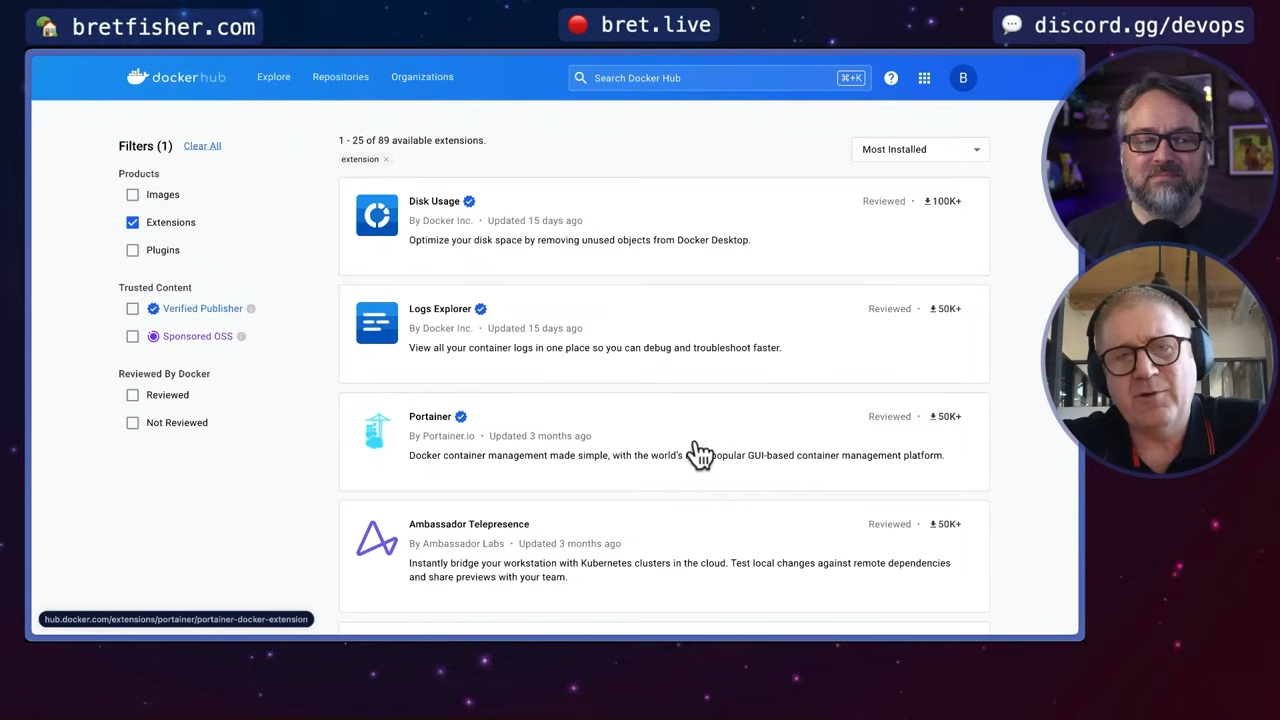 bretfisher.com
bret.live
discord.gg/devops
dockerhub
Explore
Repositories
Organizations
Search Docker Hub
⌘+K
?
B
Filters (1)
Clear All
Products
Images
Extensions
Plugins
Trusted Content
Verified Publisher
Sponsored OSS
Reviewed By Docker
Reviewed
Not Reviewed
1 - 25 of 89 available extensions.
extension ×
Most Installed
Disk Usage
Reviewed • 100K+
By Docker Inc. • Updated 15 days ago
Optimize your disk space by removing unused objects from Docker Desktop.
Logs Explorer
Reviewed • 50K+
By Docker Inc. • Updated 15 days ago
View all your container logs in one place so you can debug and troubleshoot faster.
Portainer
Reviewed • 50K+
By Portainer.io • Updated 3 months ago
Docker container management made simple, with the world's popular GUI-based container management platform.
Ambassador Telepresence
Reviewed • 50K+
By Ambassador Labs • Updated 3 months ago
Instantly bridge your workstation with Kubernetes clusters in the cloud. Test local changes against remote dependencies
and share previews with your team.
hub.docker.com/extensions/portainer/portainer-docker-extension